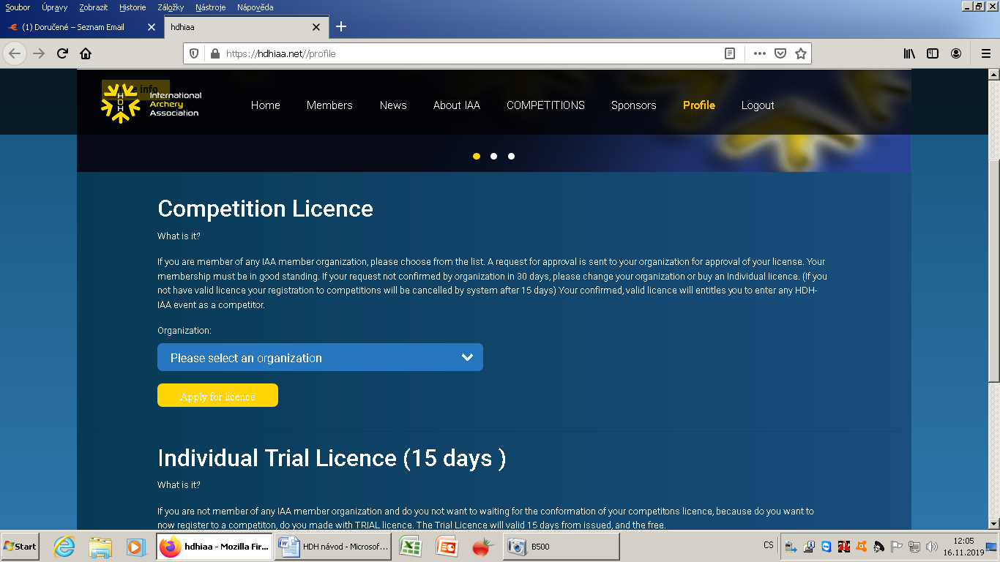 Soubor Úpravy Zobrazit Historie Záložky Nástroje Nápověda
(1) Doručené – Seznam Email
hdhiaa
https://hdhiaa.net//profile
info
HDH
International
Archery
Association
Home Members News About IAA COMPETITIONS Sponsors Profile Logout
Competition Licence
What is it?
If you are member of any IAA member organization, please choose from the list. A request for approval is sent to your organization for approval of your license. Your
membership must be in good standing. If your request not confirmed by organization in 30 days, please change your organization or buy an Individual licence. (If you
not have valid licence your registration to competitions will be cancelled by system after 15 days) Your confirmed, valid licence will entitles you to enter any HDH-
IAA event as a competitor.
Organization:
Please select an organization
Apply for licence
Individual Trial Licence (15 days )
What is it?
If you are not member of any IAA member organization and do you not want to waiting for the conformation of your competitons licence, because do you want to
now register to a competiton, do you made with TRIAL licence. The Trial Licence will valid 15 days from issued, and the free.
Start
hdhiaa - Mozilla Fir...
HDH návod - Microsof...
B500
CS
12:05
16.11.2019